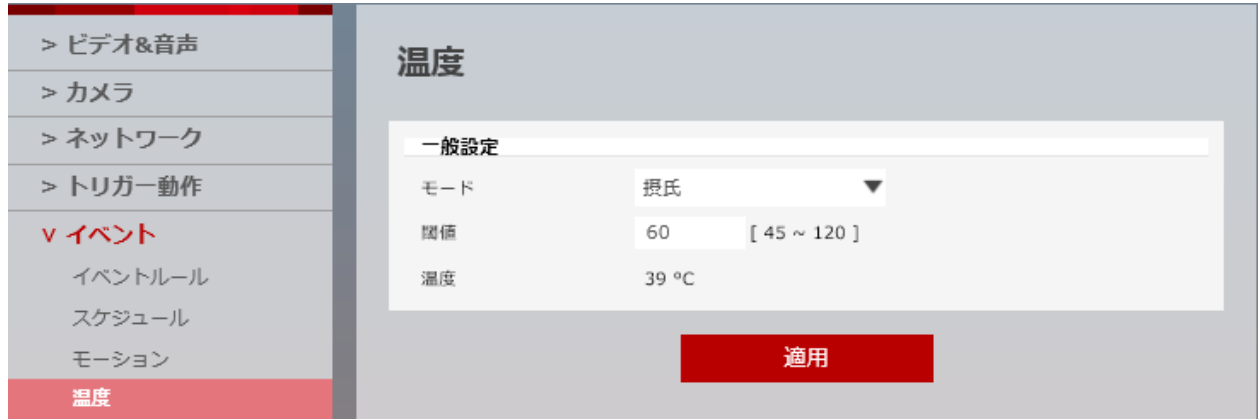 > ビデオ&音声
> カメラ
> ネットワーク
> トリガー動作
v イベント
イベントルール
スケジュール
モーション
温度
温度
一般設定
モード 摂氏 ▼
閾値 60 [ 45 ~ 120 ]
温度 39 ºC
適用